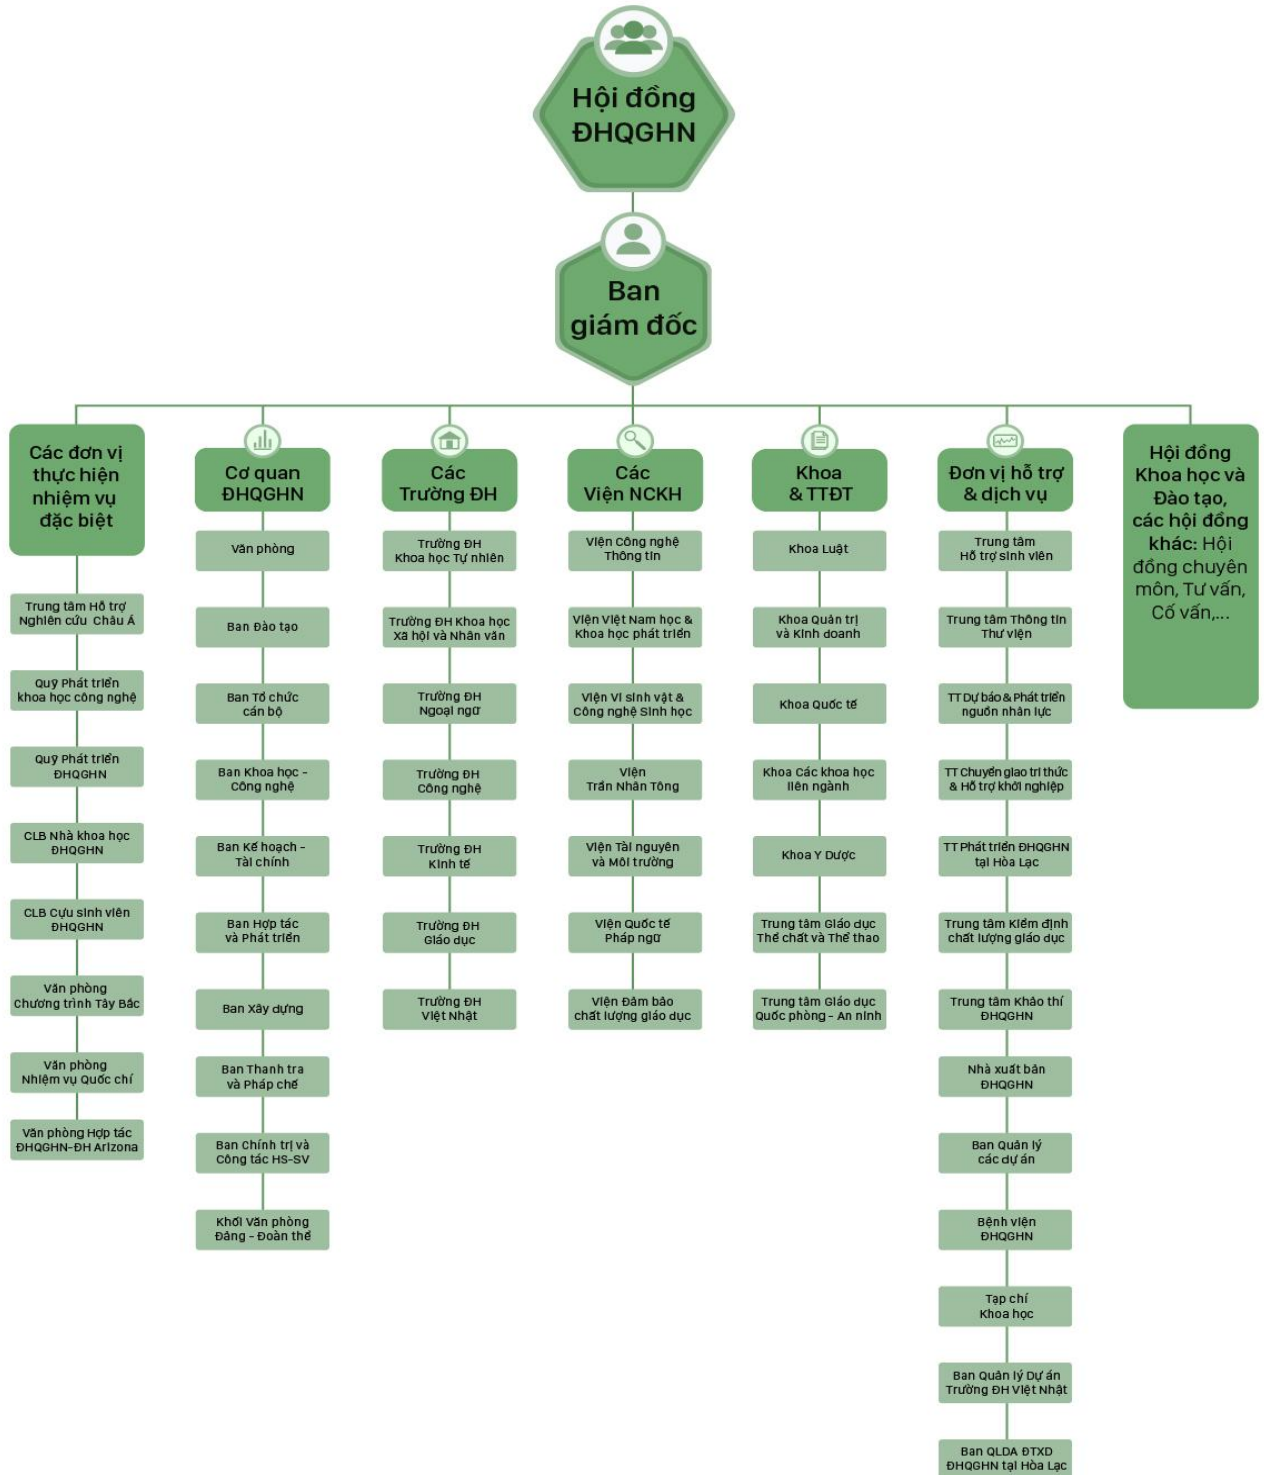 Hội đồng
ĐHQGHN
Ban
giám đốc
Các đơn vị
thực hiện
nhiệm vụ
đặc biệt
Trung tâm Hỗ trợ
Nghiên cứu Châu Á
Quỹ Phát triển
khoa học công nghệ
Quỹ Phát triển
ĐHQGHN
CLB Nhà khoa học
ĐHQGHN
CLB Cựu sinh viên
ĐHQGHN
Văn phòng
Chương trình Tây Bắc
Văn phòng
Nhiệm vụ Quốc chí
Văn phòng Hợp tác
ĐHQGHN-ĐH Arizona
Cơ quan
ĐHQGHN
Văn phòng
Ban Đào tạo
Ban Tổ chức
cán bộ
Ban Khoa học -
Công nghệ
Ban Kế hoạch -
Tài chính
Ban Hợp tác
và Phát triển
Ban Xây dựng
Ban Thanh tra
và Pháp chế
Ban Chính trị và
Công tác HS-SV
Khối Văn phòng
Đảng - Đoàn thể
Các
Trường ĐH
Trường ĐH
Khoa học Tự nhiên
Trường ĐH Khoa học
Xã hội và Nhân văn
Trường ĐH
Ngoại ngữ
Trường ĐH
Công nghệ
Trường ĐH
Kinh tế
Trường ĐH
Giáo dục
Trường ĐH
Việt Nhật
Các
Viện NCKH
Viện Công nghệ
Thông tin
Viện Việt Nam học &
Khoa học phát triển
Viện Vi sinh vật &
Công nghệ Sinh học
Viện
Trần Nhân Tông
Viện Tài nguyên
và Môi trường
Viện Quốc tế
Pháp ngữ
Viện Đảm bảo
chất lượng giáo dục
Khoa
& TTĐT
Khoa Luật
Khoa Quản trị
và Kinh doanh
Khoa Quốc tế
Khoa Các khoa học
liên ngành
Khoa Y Dược
Trung tâm Giáo dục
Thể chất và Thể thao
Trung tâm Giáo dục
Quốc phòng - An ninh
Đơn vị hỗ trợ
& dịch vụ
Trung tâm
Hỗ trợ sinh viên
Trung tâm Thông tin
Thư viện
TT Dự báo & Phát triển
nguồn nhân lực
TT Chuyển giao tri thức
& Hỗ trợ khởi nghiệp
TT Phát triển ĐHQGHN
tại Hòa Lạc
Trung tâm Kiểm định
chất lượng giáo dục
Trung tâm Khảo thí
ĐHQGHN
Nhà xuất bản
ĐHQGHN
Ban Quản lý
các dự án
Bệnh viện
ĐHQGHN
Tạp chí
Khoa học
Ban Quản lý Dự án
Trường ĐH Việt Nhật
Ban QLDA ĐTXD
ĐHQGHN tại Hòa Lạc
Hội đồng
Khoa học và
Đào tạo,
các hội đồng
khác: Hội
đồng chuyên
môn, Tư vấn,
Cố vấn,...